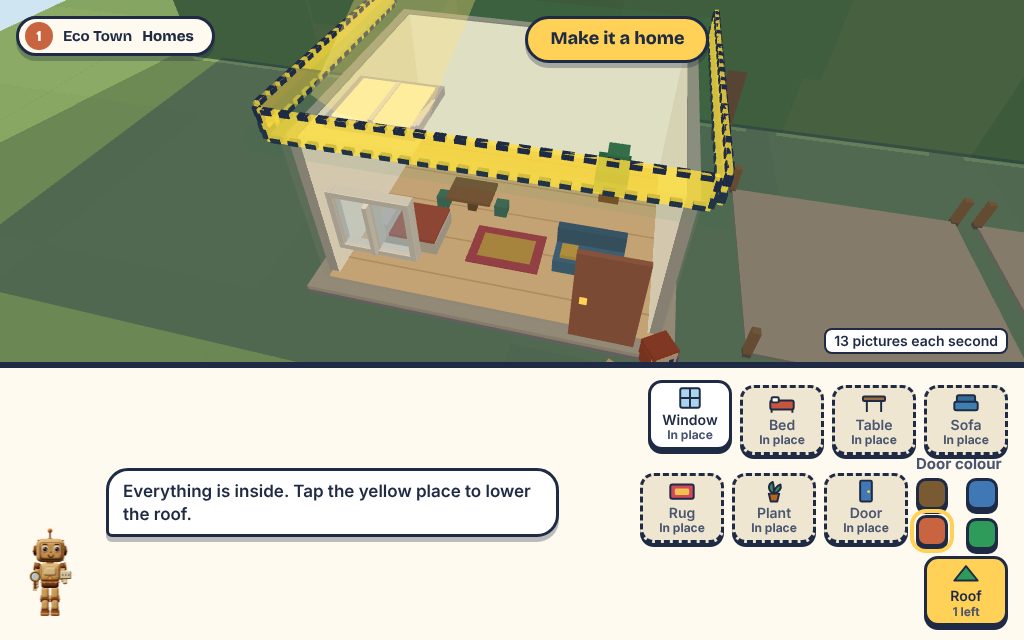 1 Eco Town Homes
Make it a home
13 pictures each second
Everything is inside. Tap the yellow place to lower
the roof.
Window
In place
Bed
In place
Table
In place
Sofa
In place
Rug
In place
Plant
In place
Door
In place
Door colour
Roof
1 left